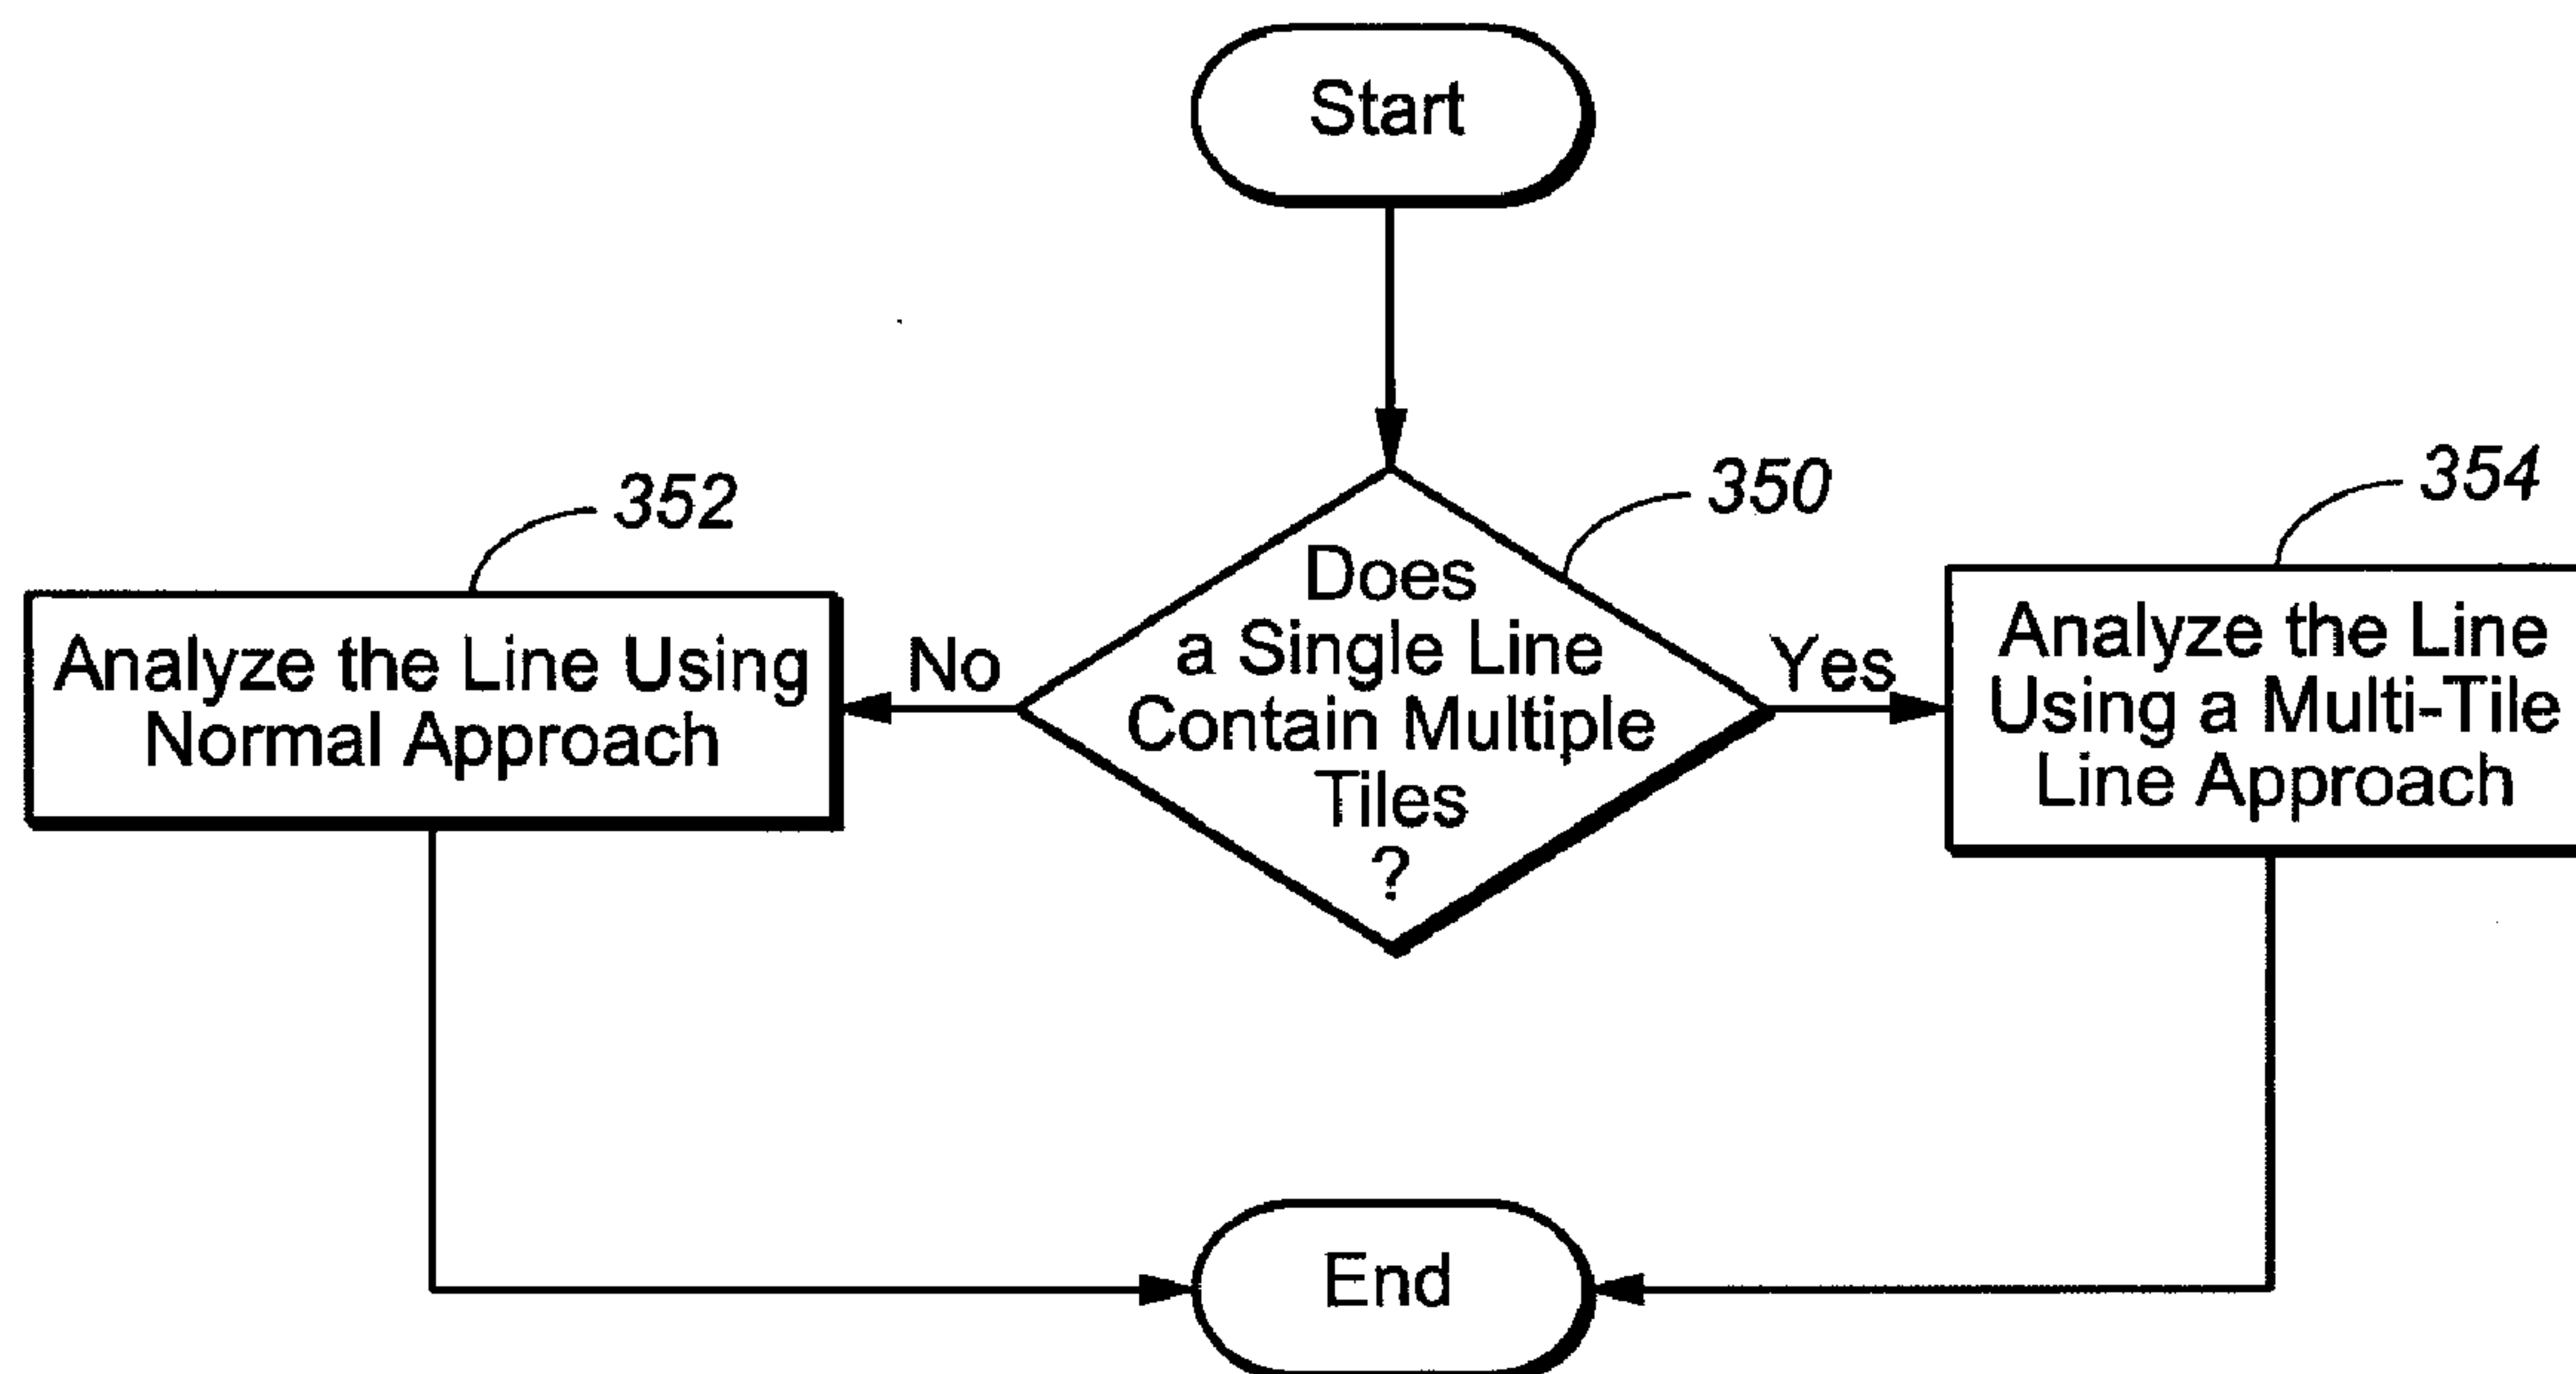 Start
352
350
354
Does
a Single Line
Contain Multiple
Tiles
?
No
Yes
Analyze the Line Using
Normal Approach
Analyze the Line
Using a Multi-Tile
Line Approach
End